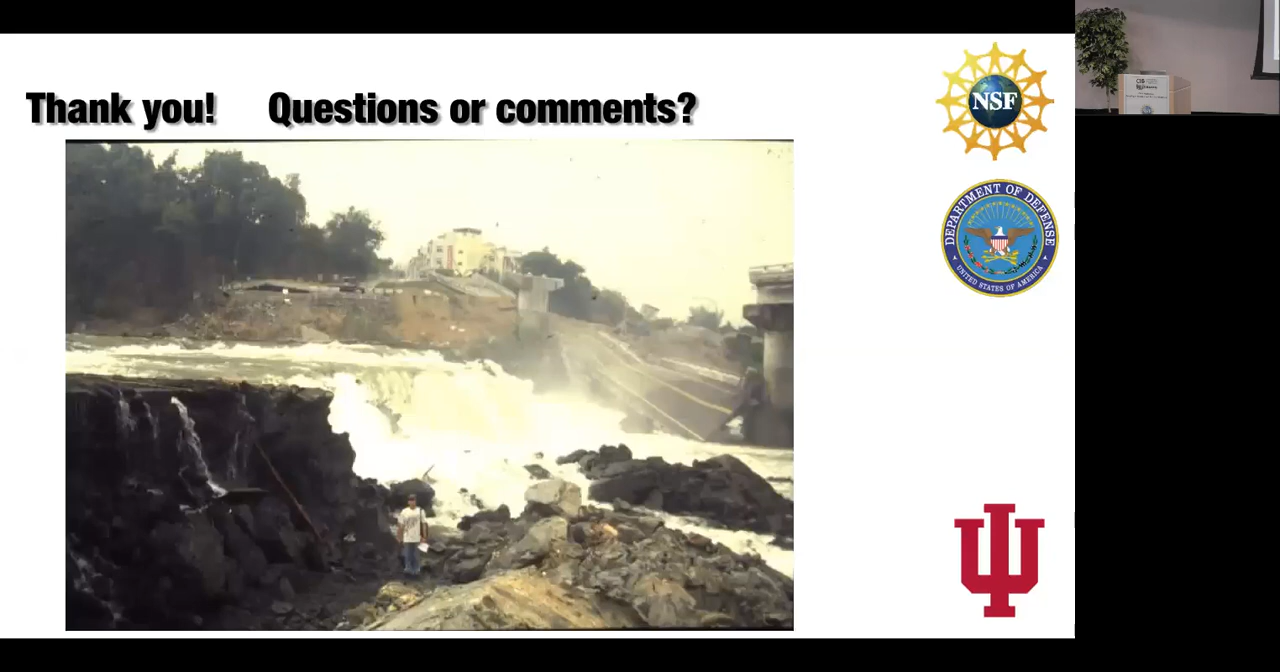 Thank you! Questions or comments?
NSF
DEPARTMENT OF DEFENSE
UNITED STATES OF AMERICA